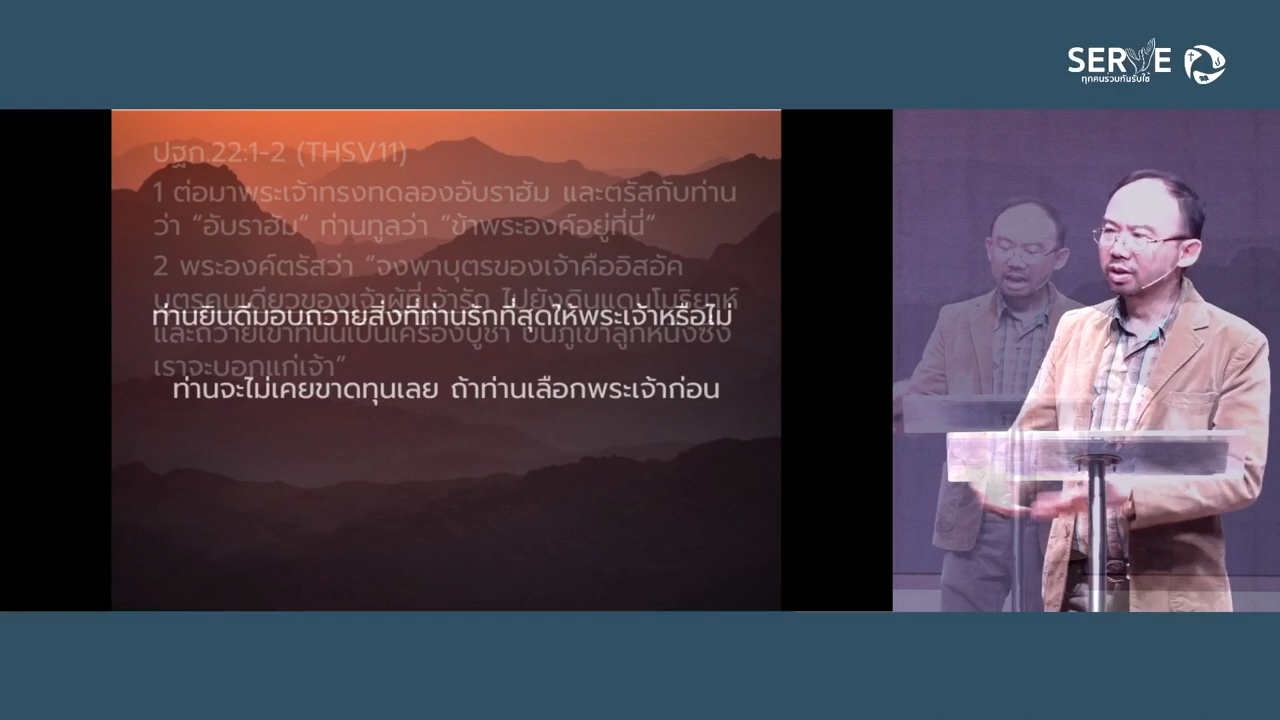 SERVE
ทุกคนร่วมกันรับใช้
ปฐก.22:1-2 (THSV11)
1 ต่อมาพระเจ้าทรงทดลองอับราฮัม และตรัสกับท่าน
ว่า “อับราฮัม” ท่านทูลว่า “ข้าพระองค์อยู่ที่นี่”
2 พระองค์ตรัสว่า “จงพาบุตรของเจ้าคืออิสอัค
บุตรคนเดียวของเจ้าผู้ที่เจ้ารัก ไปยังดินแดนโมริยาห์
ท่านยินดีมอบถวายสิ่งที่ท่านรักที่สุดให้พระเจ้าหรือไม่
และถวายเขาที่นั่นเป็นเครื่องบูชา บนภูเขาลูกหนึ่งซึ่ง
เราจะบอกแก่เจ้า”
ท่านจะไม่เคยขาดทุนเลย ถ้าท่านเลือกพระเจ้าก่อน